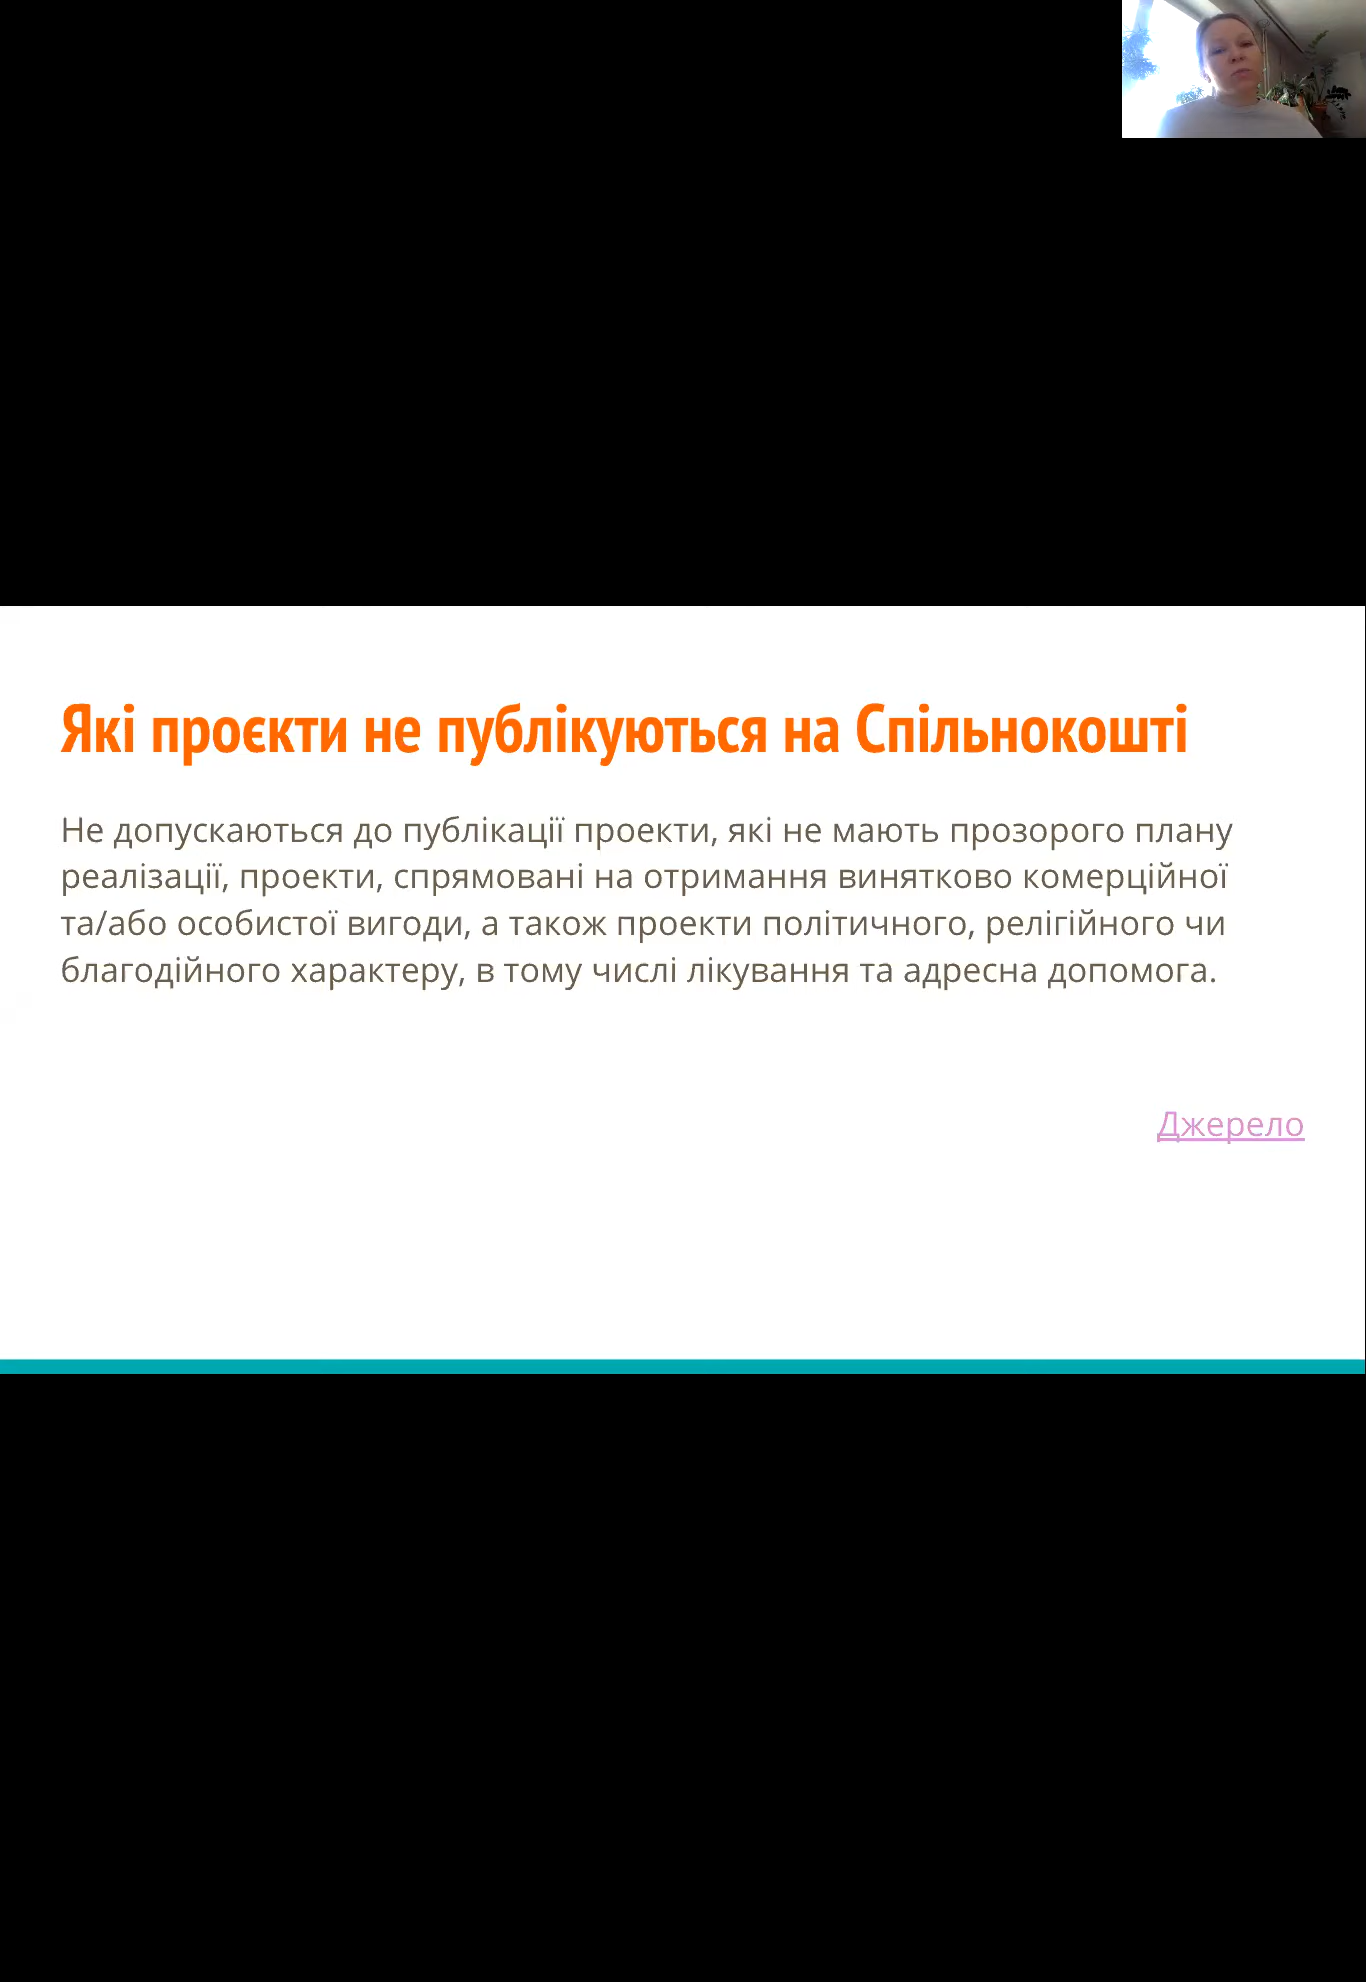 Які проєкти не публікуються на Спільнокошті
Не допускаються до публікації проекти, які не мають прозорого плану
реалізації, проекти, спрямовані на отримання винятково комерційної
та/або особистої вигоди, а також проекти політичного, релігійного чи
благодійного характеру, в тому числі лікування та адресна допомога.
Джерело